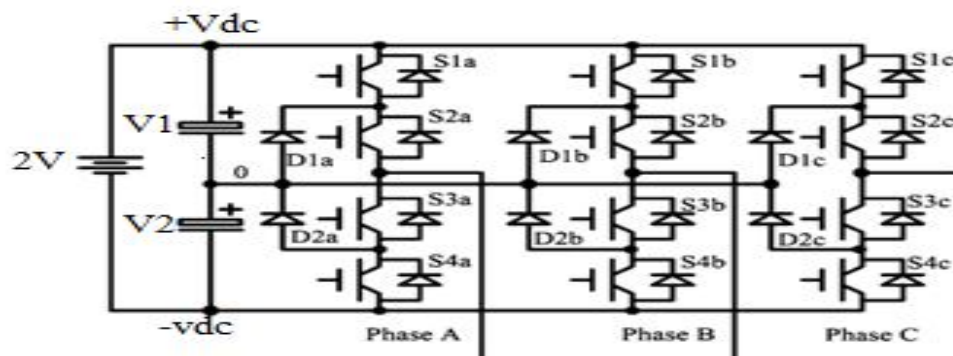 +Vdc
S1a
S1b
S1c
+
V1
S2a
S2b
S2c
D1a
D1b
D1c
2V
0
+
V2
S3a
S3b
S3c
D2a
D2b
D2c
S4a
S4b
S4c
-vdc
Phase A
Phase B
Phase C